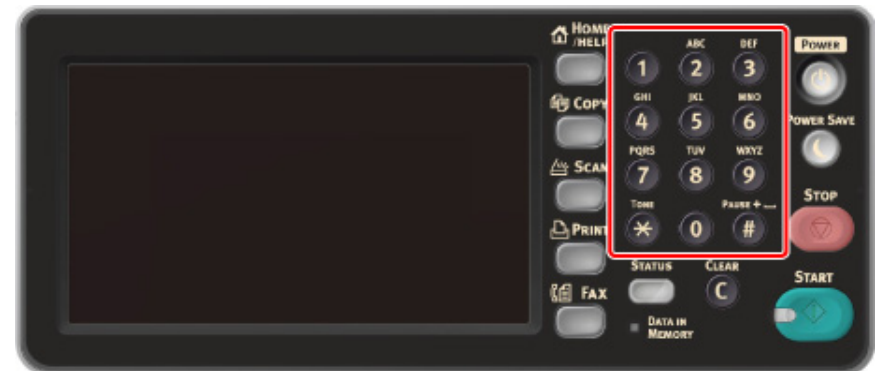 HOME
/HELP
COPY
SCAN
PRINT
FAX
ABC DEF
1 2 3
GHI JKL MNO
4 5 6
PQRS TUV WXYZ
7 8 9
TONE PAUSE +
* 0 #
STATUS CLEAR
C
DATA IN
MEMORY
POWER
POWER SAVE
STOP
START